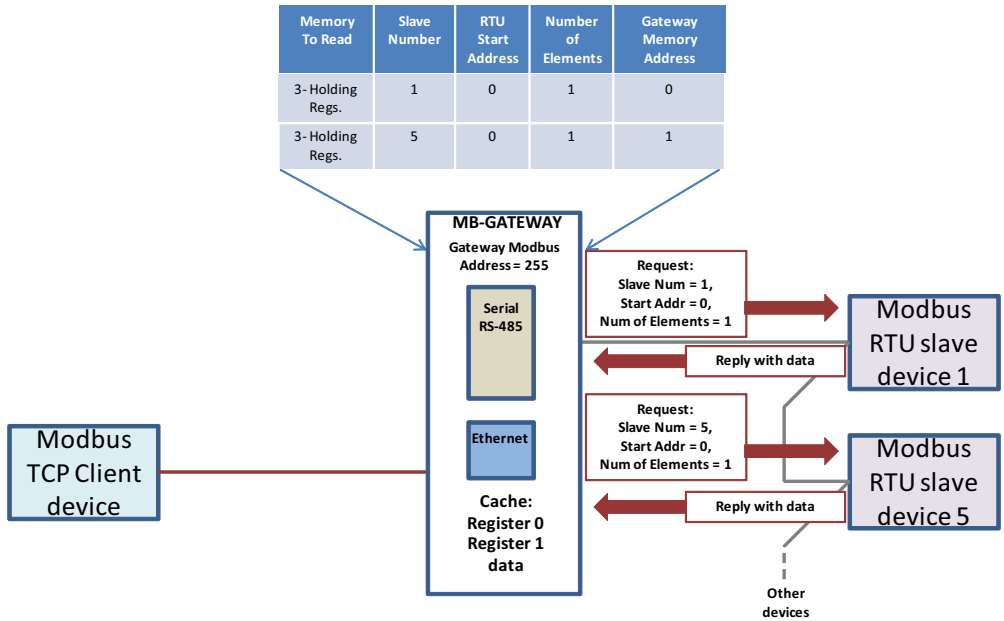 Memory To Read
Slave Number
RTU Start Address
Number of Elements
Gateway Memory Address
3- Holding Regs.
1
0
1
0
3- Holding Regs.
5
0
1
1
MB-GATEWAY
Gateway Modbus
Address = 255
Serial
RS-485
Ethernet
Cache:
Register 0
Register 1
data
Request:
Slave Num = 1,
Start Addr = 0,
Num of Elements = 1
Reply with data
Modbus
RTU slave
device 1
Request:
Slave Num = 5,
Start Addr = 0,
Num of Elements = 1
Reply with data
Modbus
RTU slave
device 5
Modbus
TCP Client
device
Other
devices